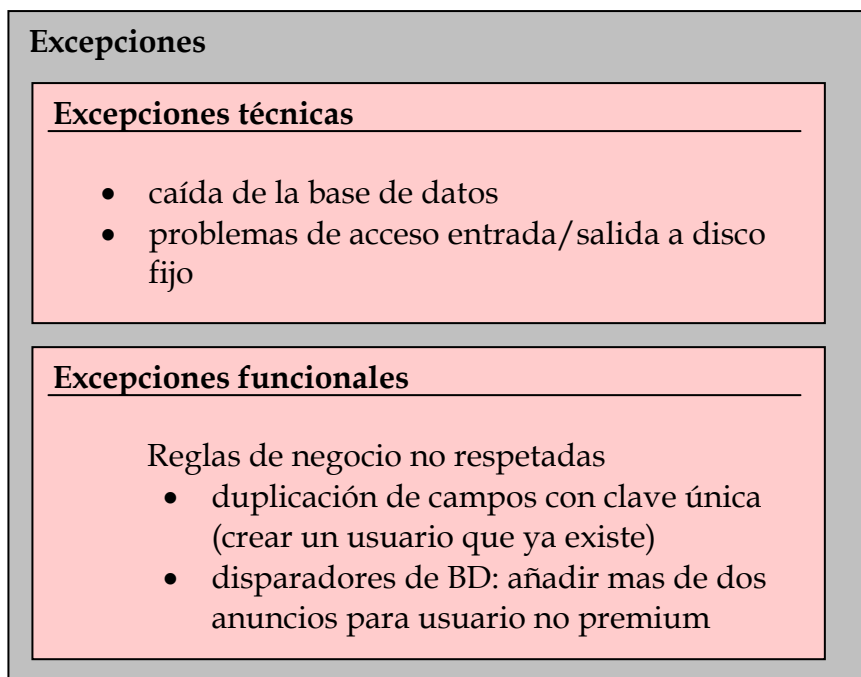 Excepciones
Excepciones técnicas
• caída de la base de datos
• problemas de acceso entrada/salida a disco
fijo
Excepciones funcionales
Reglas de negocio no respetadas
• duplicación de campos con clave única
(crear un usuario que ya existe)
• disparadores de BD: añadir mas de dos
anuncios para usuario no premium